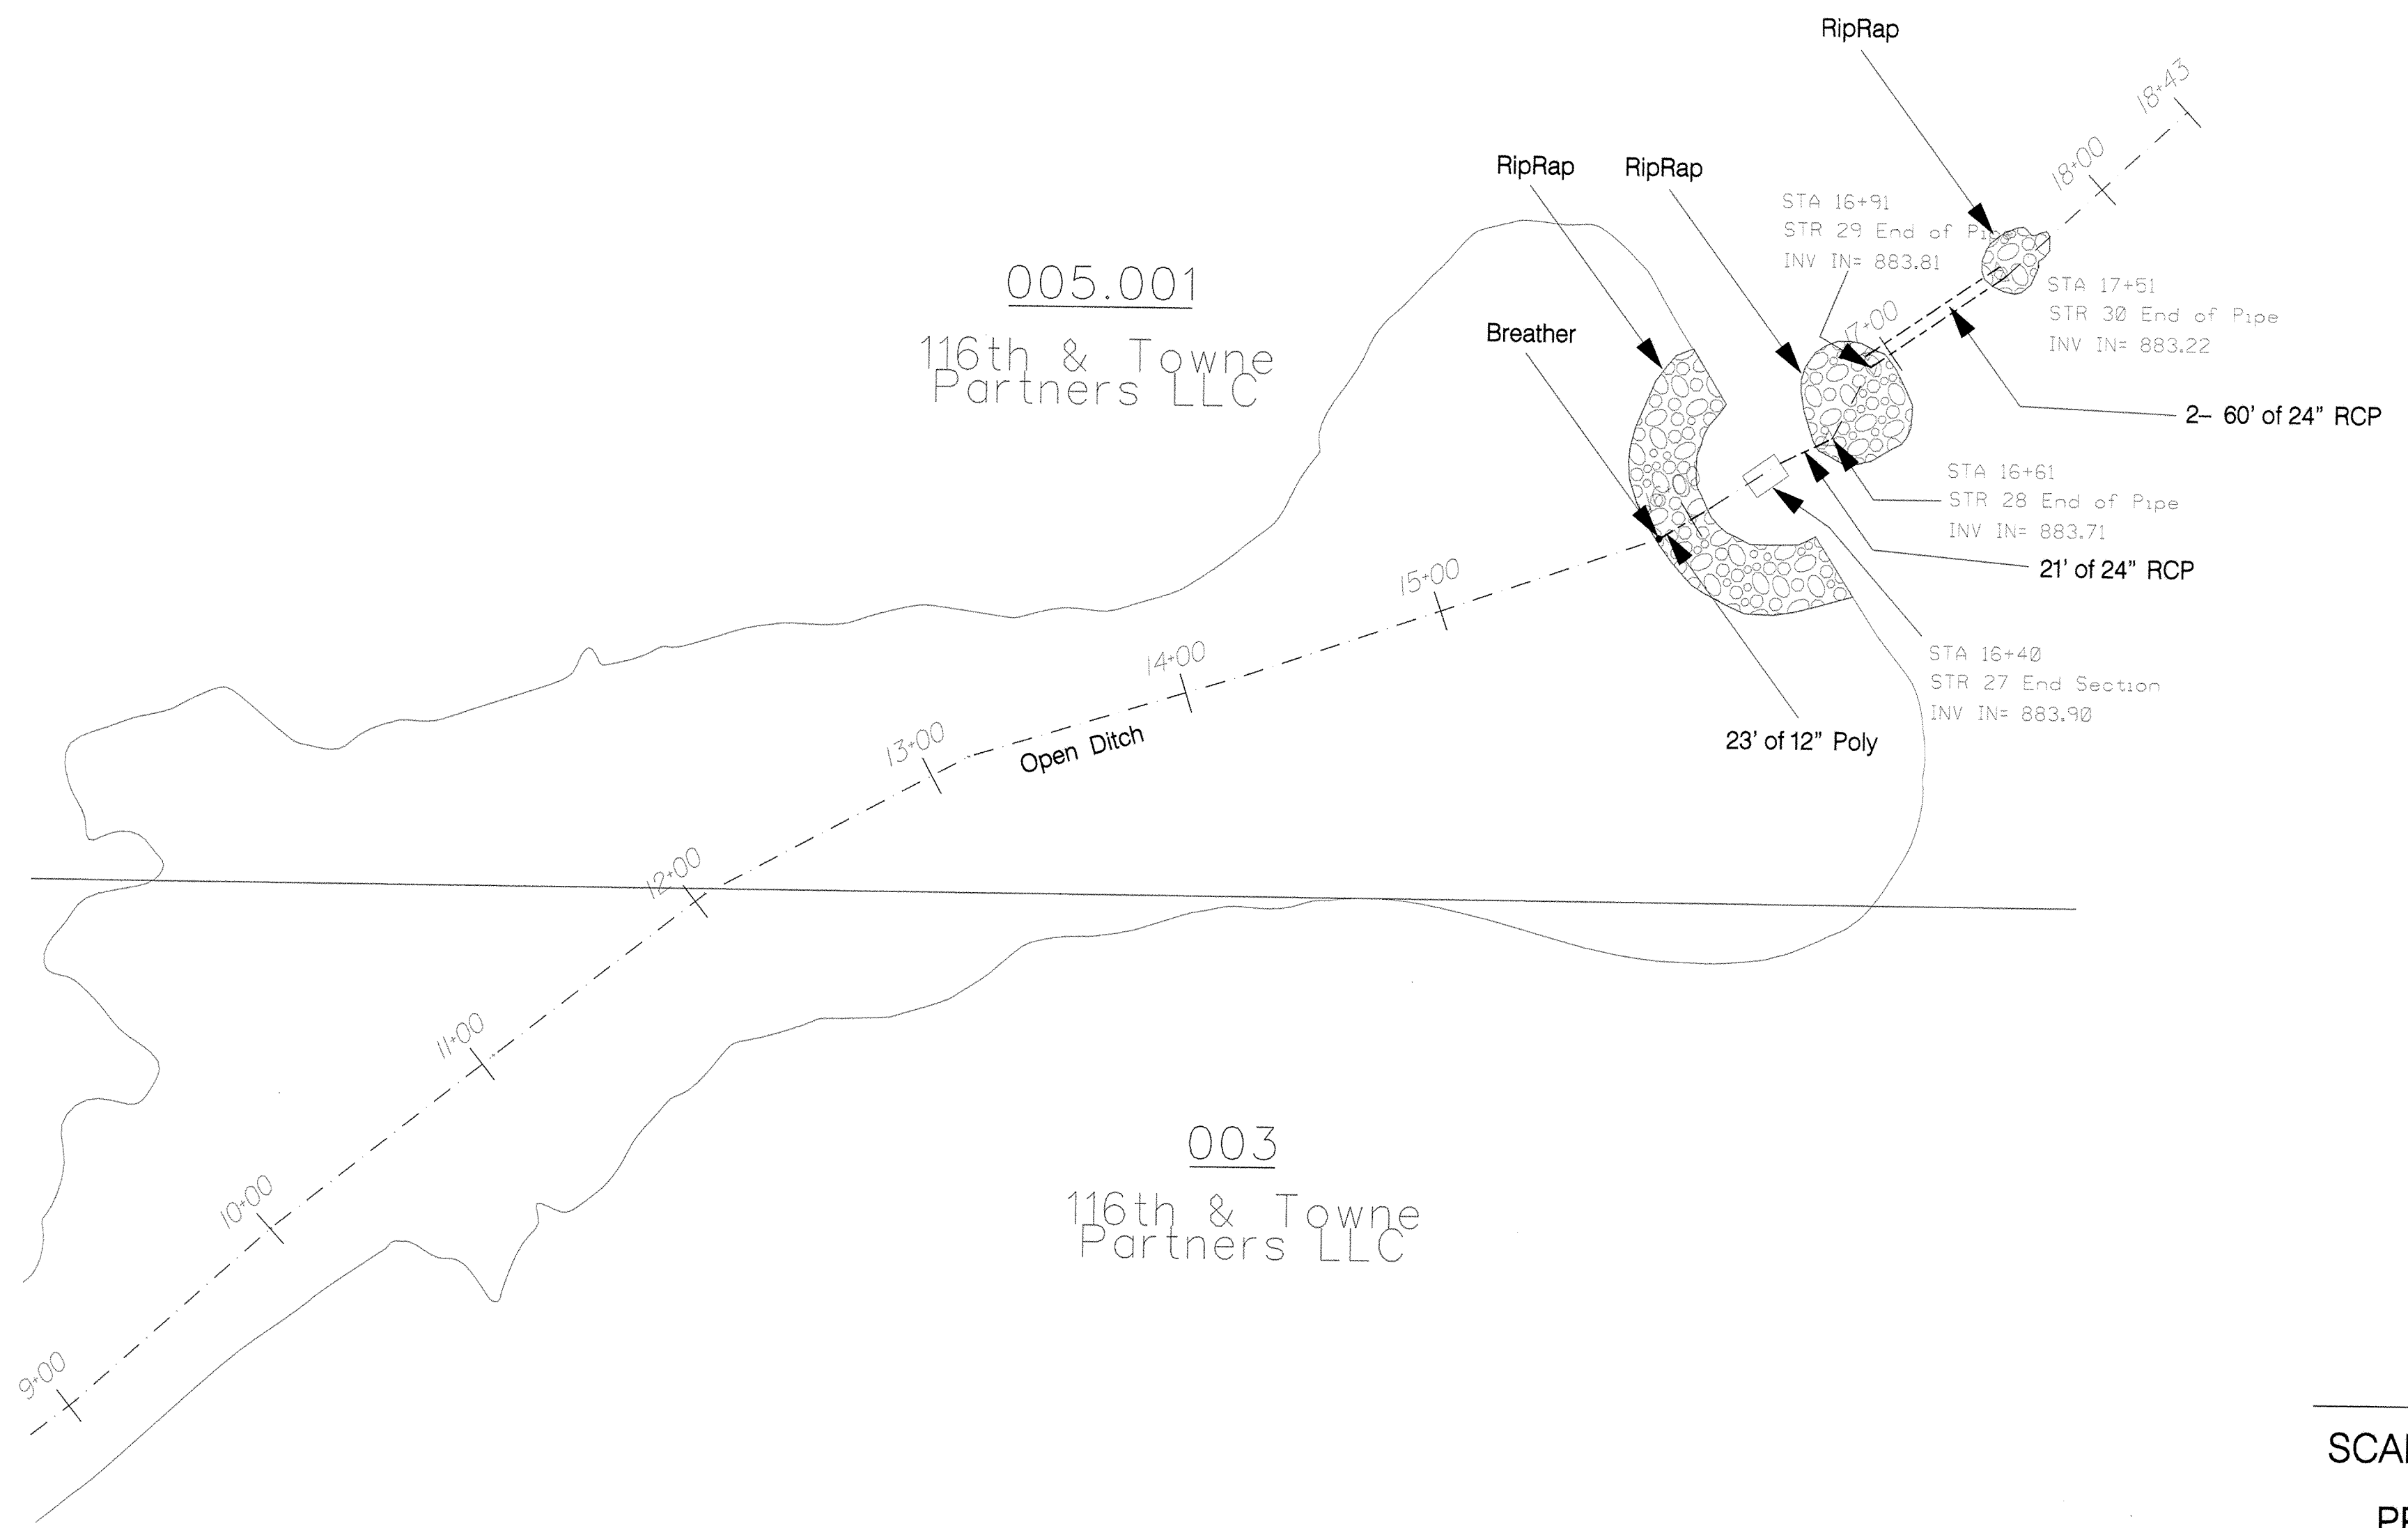 RipRap
18+43
RipRap
RipRap
18+00
STA 16+91
STR 29 End of Pipe
INV IN= 883.81
005.001
116th & Towne
Partners LLC
Breather
17+00
STA 17+51
STR 30 End of Pipe
INV IN= 883.22
2- 60' of 24" RCP
STA 16+61
STR 28 End of Pipe
INV IN= 883.71
21' of 24" RCP
15+00
14+00
STA 16+40
STR 27 End Section
INV IN= 883.90
23' of 12" Poly
13+00
Open Ditch
12+00
11+00
10+00
9+00
003
116th & Towne
Partners LLC